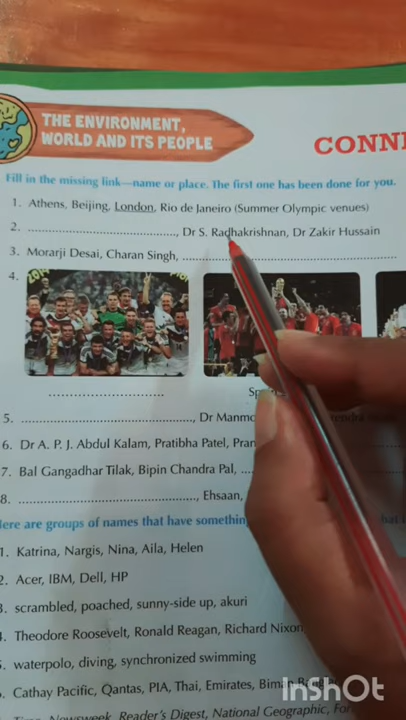 THE ENVIRONMENT,
WORLD AND ITS PEOPLE
CONNE
Fill in the missing link—name or place. The first one has been done for you.
1. Athens, Beijing, London, Rio de Janeiro (Summer Olympic venues)
2. ............................................, Dr S. Radhakrishnan, Dr Zakir Hussain
3. Morarji Desai, Charan Singh, ............................................
4.
5. ............................................, Dr Manmo
6. Dr A. P. J. Abdul Kalam, Pratibha Patel, Pran
7. Bal Gangadhar Tilak, Bipin Chandra Pal, ...
8. ............................................, Ehsaan,
Here are groups of names that have somethin
1. Katrina, Nargis, Nina, Aila, Helen
2. Acer, IBM, Dell, HP
3. scrambled, poached, sunny-side up, akuri
4. Theodore Roosevelt, Ronald Reagan, Richard Nixon
5. waterpolo, diving, synchronized swimming
6. Cathay Pacific, Qantas, PIA, Thai, Emirates, Biman
Time, Newsweek, Reader's Digest, National Geographic, For
InShOt